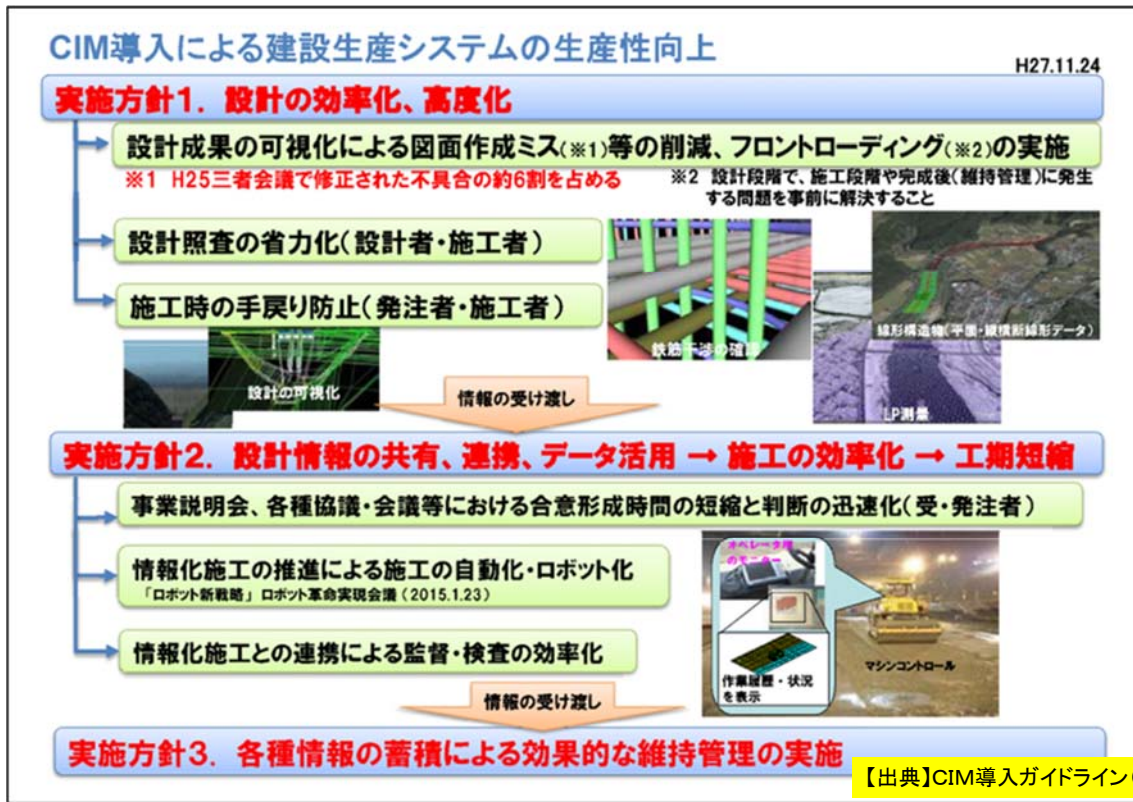 CIM導入による建設生産システムの生産性向上
H27.11.24
実施方針1. 設計の効率化、高度化
設計成果の可視化による図面作成ミス(※1)等の削減、フロントローディング(※2)の実施
※1 H25三者会議で修正された不具合の約6割を占める
※2 設計段階で、施工段階や完成後(維持管理)に発生
する問題を事前に解決すること
設計照査の省力化(設計者・施工者)
施工時の手戻り防止(発注者・施工者)
設計の可視化
鉄筋干渉の確認
線形構造物(平面・縦横断線形データ)
LP測量
情報の受け渡し
実施方針2. 設計情報の共有、連携、データ活用 → 施工の効率化 → 工期短縮
事業説明会、各種協議・会議等における合意形成時間の短縮と判断の迅速化(受・発注者)
情報化施工の推進による施工の自動化・ロボット化
「ロボット新戦略」 ロボット革命実現会議(2015.1.23)
情報化施工との連携による監督・検査の効率化
オペレータ席
のモニター
作業履歴・状況
を表示
マシンコントロール
情報の受け渡し
実施方針3. 各種情報の蓄積による効果的な維持管理の実施
【出典】CIM導入ガイドライン(